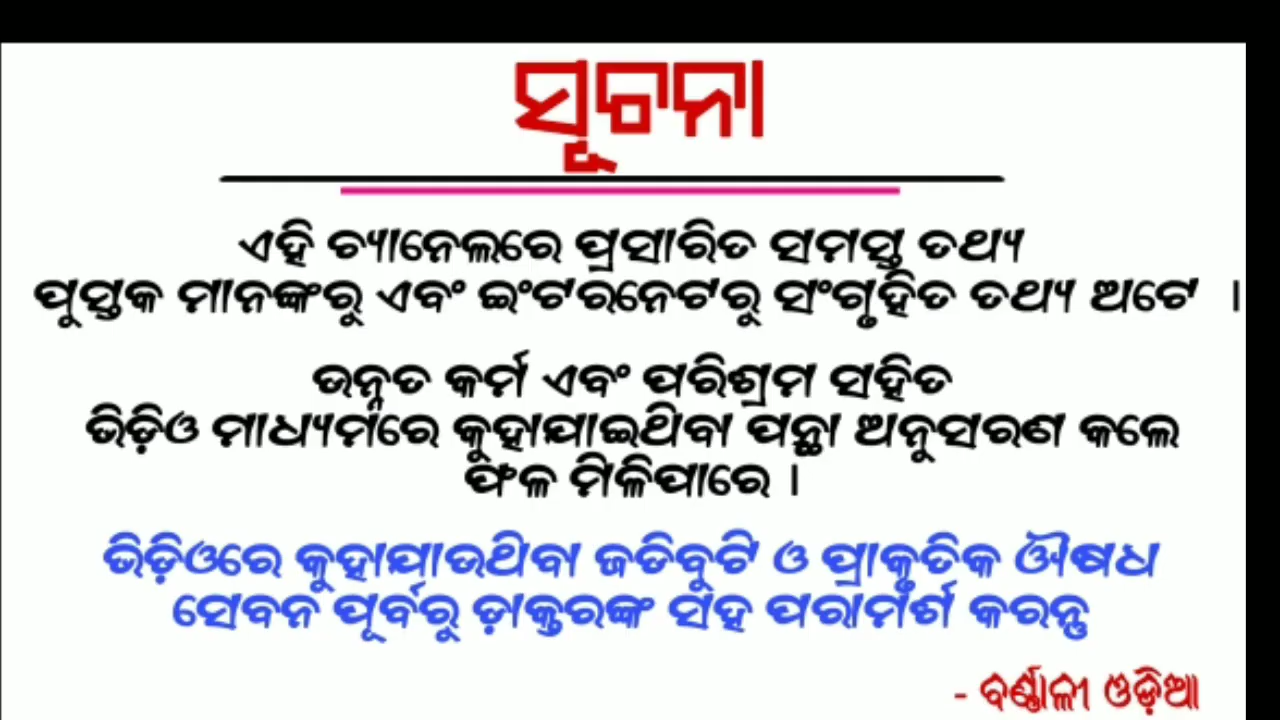 ସୂଚନା
ଏହି ଚ୍ୟାନେଲରେ ପ୍ରସାରିତ ସମସ୍ତ ତଥ୍ୟ
ପୁସ୍ତକ ମାନଙ୍କରୁ ଏବଂ ଇଂଟରନେଟରୁ ସଂଗୃହିତ ତଥ୍ୟ ଅଟେ ।
ଉନ୍ନତ କର୍ମ ଏବଂ ପରିଶ୍ରମ ସହିତ
ଭିଡ଼ିଓ ମାଧ୍ୟମରେ କୁହାଯାଇଥିବା ପନ୍ଥା ଅନୁସରଣ କଲେ
ଫଳ ମିଳିପାରେ ।
ଭିଡ଼ିଓରେ କୁହାଯାଉଥିବା ଜଡିବୁଟି ଓ ପ୍ରାକୃତିକ ଔଷଧ
ସେବନ ପୂର୍ବରୁ ଡ଼ାକ୍ତରଙ୍କ ସହ ପରାମର୍ଶ କରନ୍ତୁ
- ବର୍ଣ୍ଣାଳୀ ଓଡ଼ିଆ